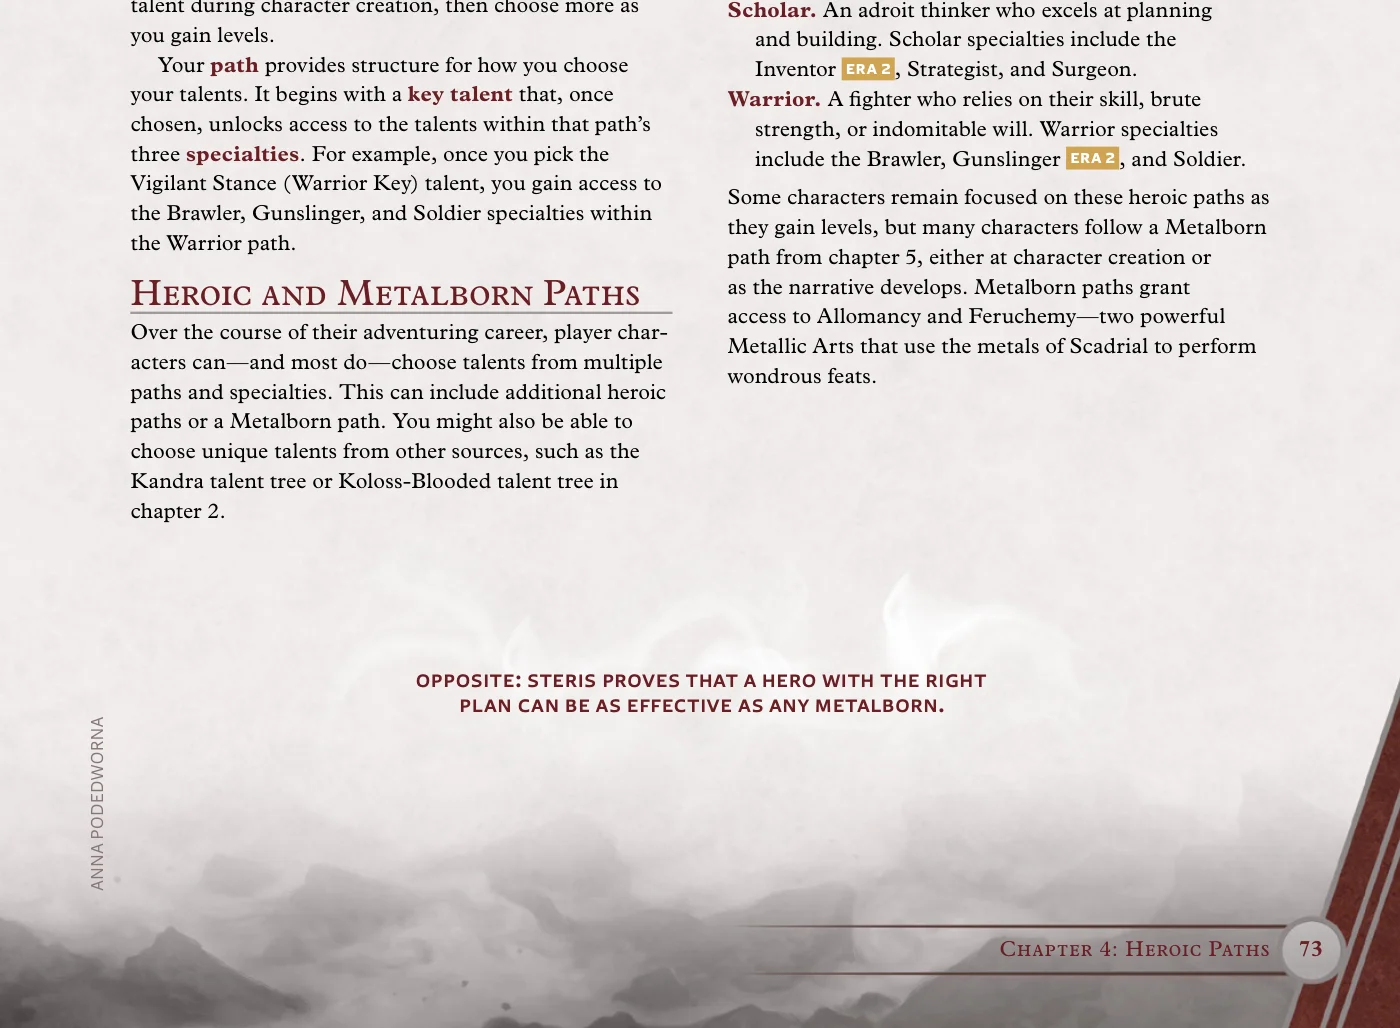 talent during character creation, then choose more as
you gain levels.
Your path provides structure for how you choose
your talents. It begins with a key talent that, once
chosen, unlocks access to the talents within that path’s
three specialties. For example, once you pick the
Vigilant Stance (Warrior Key) talent, you gain access to
the Brawler, Gunslinger, and Soldier specialties within
the Warrior path.
Heroic and Metalborn Paths
Over the course of their adventuring career, player char-
acters can—and most do—choose talents from multiple
paths and specialties. This can include additional heroic
paths or a Metalborn path. You might also be able to
choose unique talents from other sources, such as the
Kandra talent tree or Koloss-Blooded talent tree in
chapter 2.
Scholar. An adroit thinker who excels at planning
and building. Scholar specialties include the
Inventor ERA 2, Strategist, and Surgeon.
Warrior. A fighter who relies on their skill, brute
strength, or indomitable will. Warrior specialties
include the Brawler, Gunslinger ERA 2, and Soldier.
Some characters remain focused on these heroic paths as
they gain levels, but many characters follow a Metalborn
path from chapter 5, either at character creation or
as the narrative develops. Metalborn paths grant
access to Allomancy and Feruchemy—two powerful
Metallic Arts that use the metals of Scadrial to perform
wondrous feats.
OPPOSITE: STERIS PROVES THAT A HERO WITH THE RIGHT
PLAN CAN BE AS EFFECTIVE AS ANY METALBORN.
ANNA PODEDWORNA
Chapter 4: Heroic Paths 73